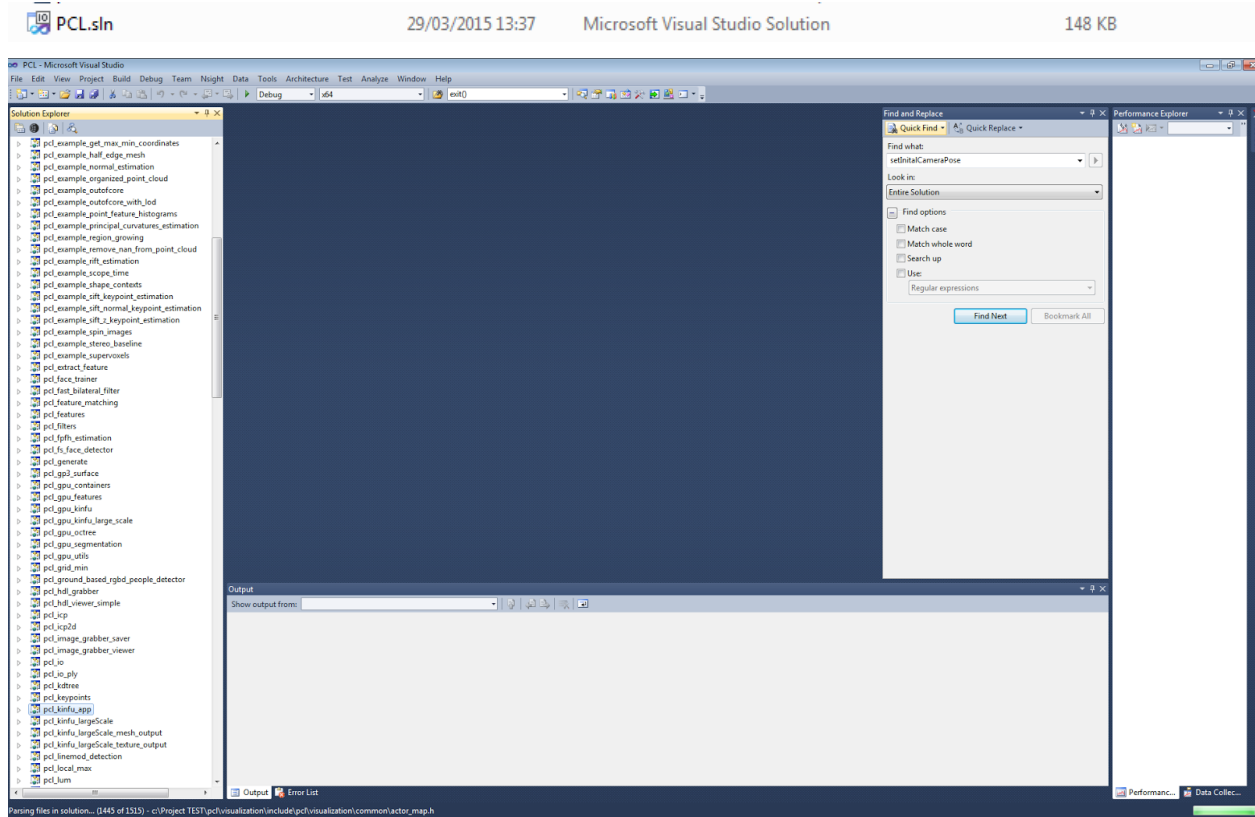 PCL.sln 29/03/2015 13:37 Microsoft Visual Studio Solution 148 KB
PCL - Microsoft Visual Studio
File Edit View Project Build Debug Team Nsight Data Tools Architecture Test Analyze Window Help
Debug x64 exit()
Solution Explorer
pcl_example_get_max_min_coordinates
pcl_example_half_edge_mesh
pcl_example_normal_estimation
pcl_example_organized_point_cloud
pcl_example_outofcore
pcl_example_outofcore_with_lod
pcl_example_point_feature_histograms
pcl_example_principal_curvatures_estimation
pcl_example_region_growing
pcl_example_remove_nan_from_point_cloud
pcl_example_rift_estimation
pcl_example_scope_time
pcl_example_shape_contexts
pcl_example_sift_keypoint_estimation
pcl_example_sift_normal_keypoint_estimation
pcl_example_sift_z_keypoint_estimation
pcl_example_spin_images
pcl_example_stereo_baseline
pcl_example_supervoxels
pcl_extract_feature
pcl_face_trainer
pcl_fast_bilateral_filter
pcl_feature_matching
pcl_features
pcl_filters
pcl_fpfh_estimation
pcl_fs_face_detector
pcl_generate
pcl_gp3_surface
pcl_gpu_containers
pcl_gpu_features
pcl_gpu_kinfu
pcl_gpu_kinfu_large_scale
pcl_gpu_octree
pcl_gpu_segmentation
pcl_gpu_utils
pcl_grid_min
pcl_ground_based_rgbd_people_detector
pcl_hdl_grabber
pcl_hdl_viewer_simple
pcl_icp
pcl_icp2d
pcl_image_grabber_saver
pcl_image_grabber_viewer
pcl_io
pcl_io_ply
pcl_kdtree
pcl_keypoints
pcl_kinfu_app
pcl_kinfu_largeScale
pcl_kinfu_largeScale_mesh_output
pcl_kinfu_largeScale_texture_output
pcl_linemod_detection
pcl_local_max
pcl_lum
Find and Replace
Quick Find Quick Replace
Find what:
setInitalCameraPose
Look in:
Entire Solution
Find options
Match case
Match whole word
Search up
Use:
Regular expressions
Find Next Bookmark All
Performance Explorer
Output
Show output from:
Output Error List
Performanc... Data Collec...
Parsing files in solution... (1445 of 1515) - c:\Project TEST\pcl\visualization\include\pcl\visualization\common\actor_map.h